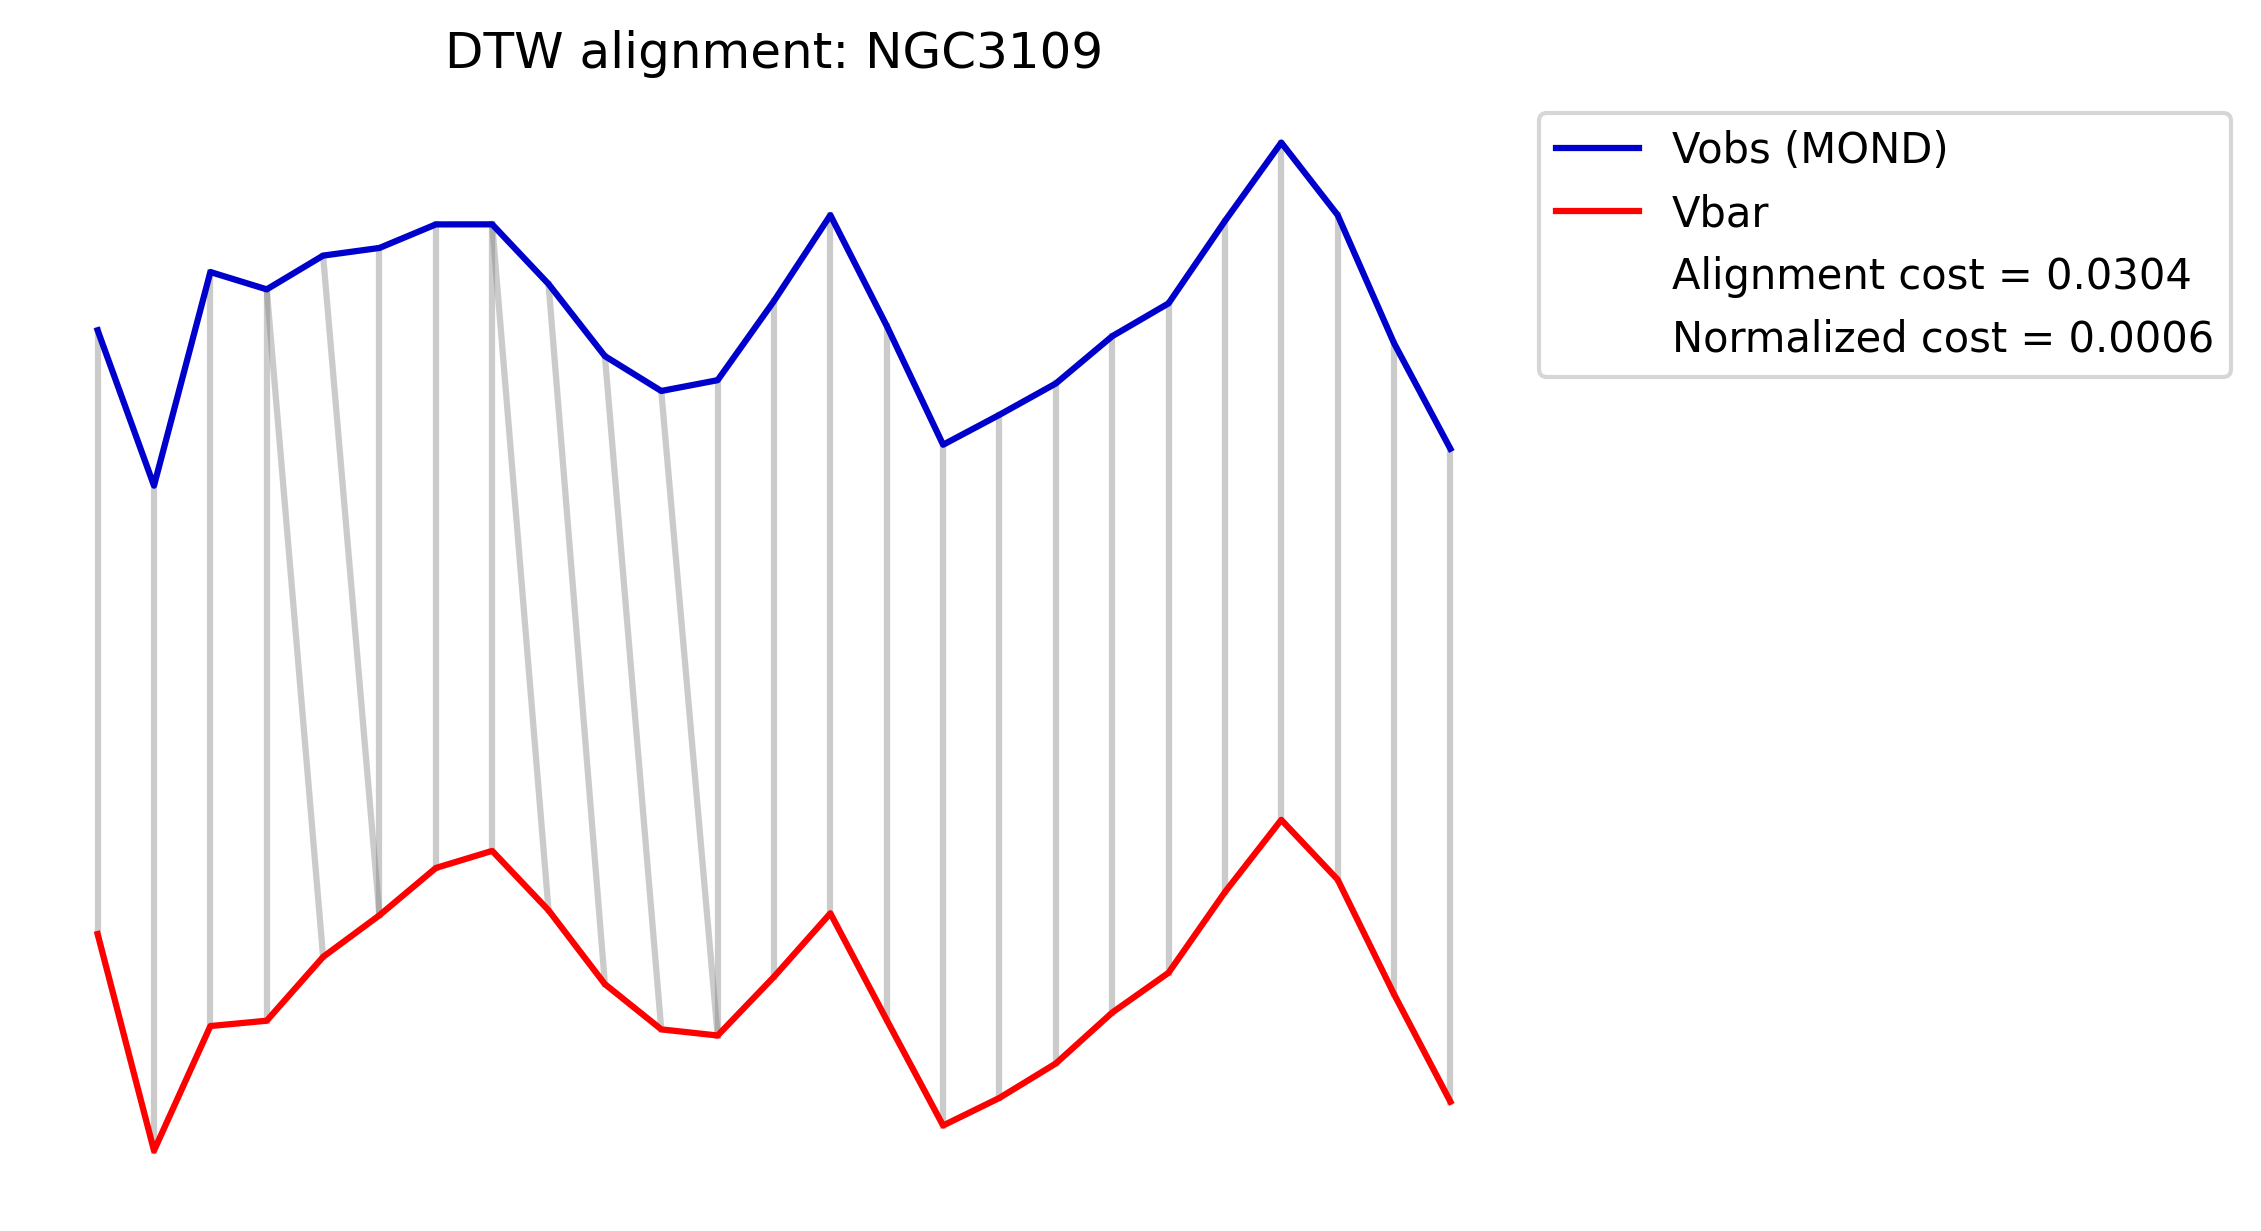 DTW alignment: NGC3109
Vobs (MOND)
Vbar
Alignment cost = 0.0304
Normalized cost = 0.0006